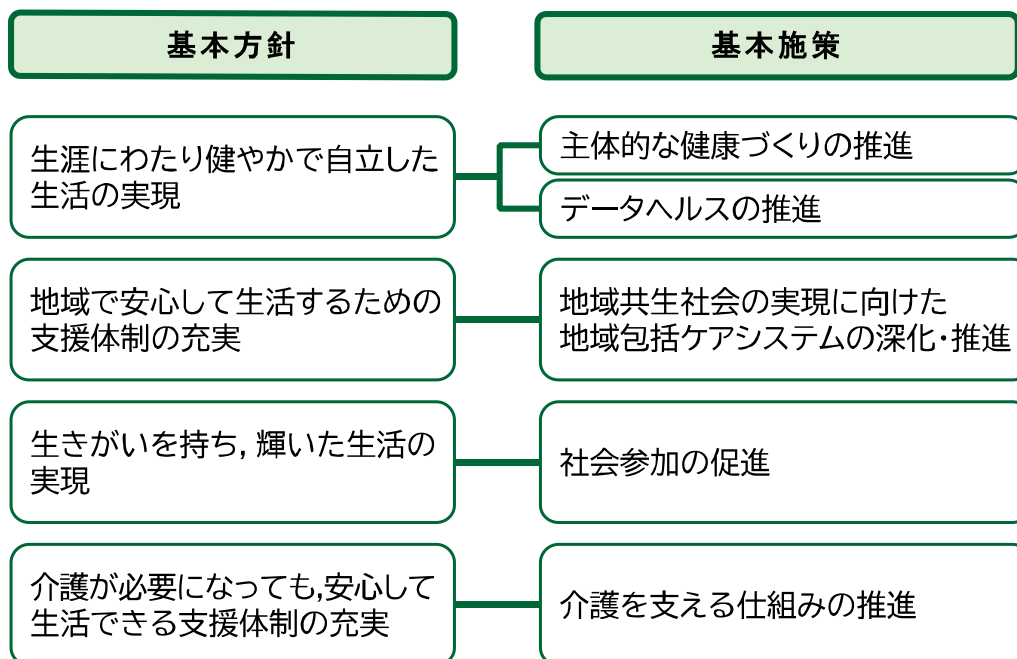 基本方針
基本施策
生涯にわたり健やかで自立した
生活の実現
主体的な健康づくりの推進
データヘルスの推進
地域で安心して生活するための
支援体制の充実
地域共生社会の実現に向けた
地域包括ケアシステムの深化・推進
生きがいを持ち，輝いた生活の
実現
社会参加の促進
介護が必要になっても，安心して
生活できる支援体制の充実
介護を支える仕組みの推進